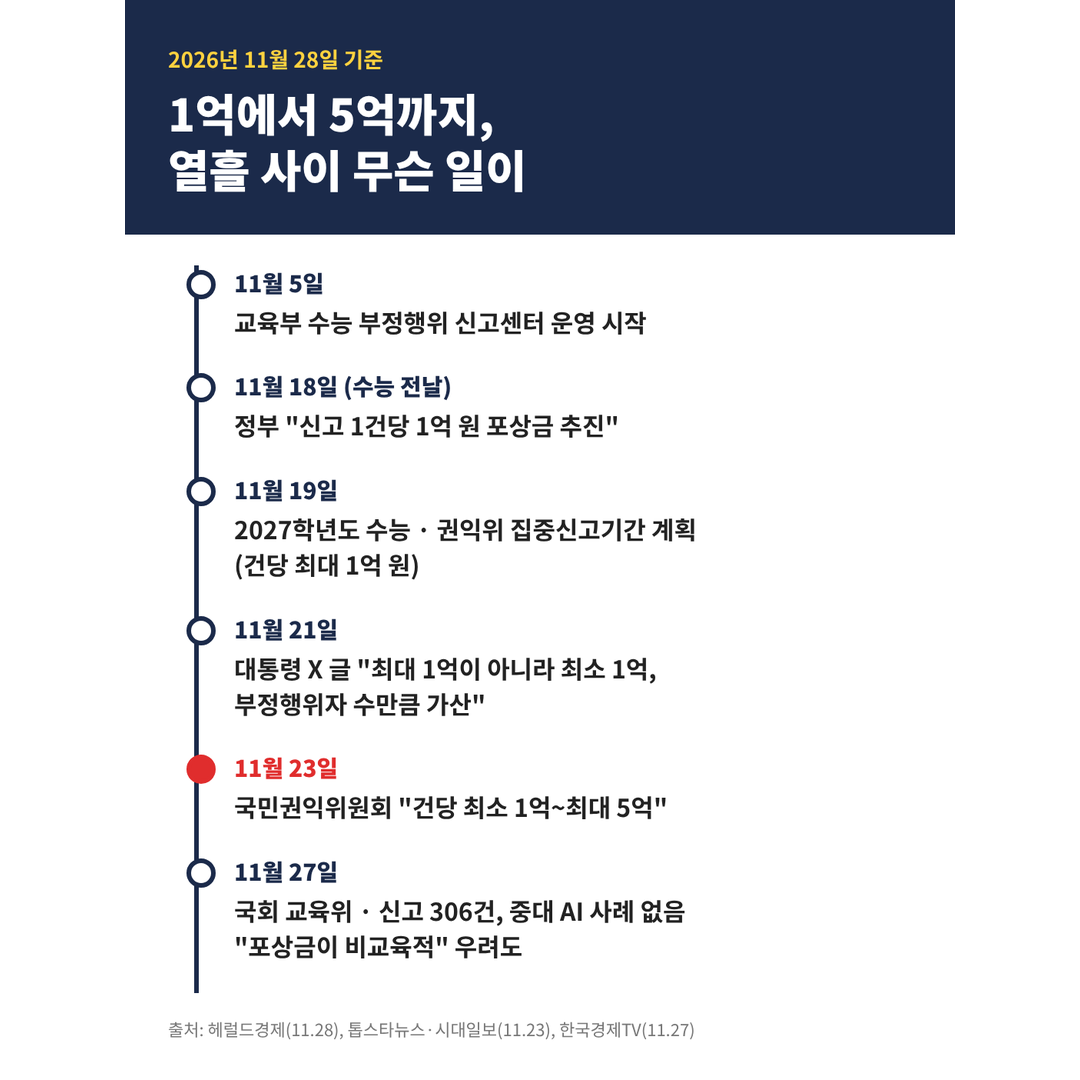 2026년 11월 28일 기준
1억에서 5억까지,
열흘 사이 무슨 일이
11월 5일
교육부 수능 부정행위 신고센터 운영 시작
11월 18일 (수능 전날)
정부 "신고 1건당 1억 원 포상금 추진"
11월 19일
2027학년도 수능 · 권익위 집중신고기간 계획
(건당 최대 1억 원)
11월 21일
대통령 X 글 "최대 1억이 아니라 최소 1억,
부정행위자 수만큼 가산"
11월 23일
국민권익위원회 "건당 최소 1억~최대 5억"
11월 27일
국회 교육위 · 신고 306건, 중대 AI 사례 없음
"포상금이 비교육적" 우려도
출처: 헤럴드경제(11.28), 톱스타뉴스·시대일보(11.23), 한국경제TV(11.27)